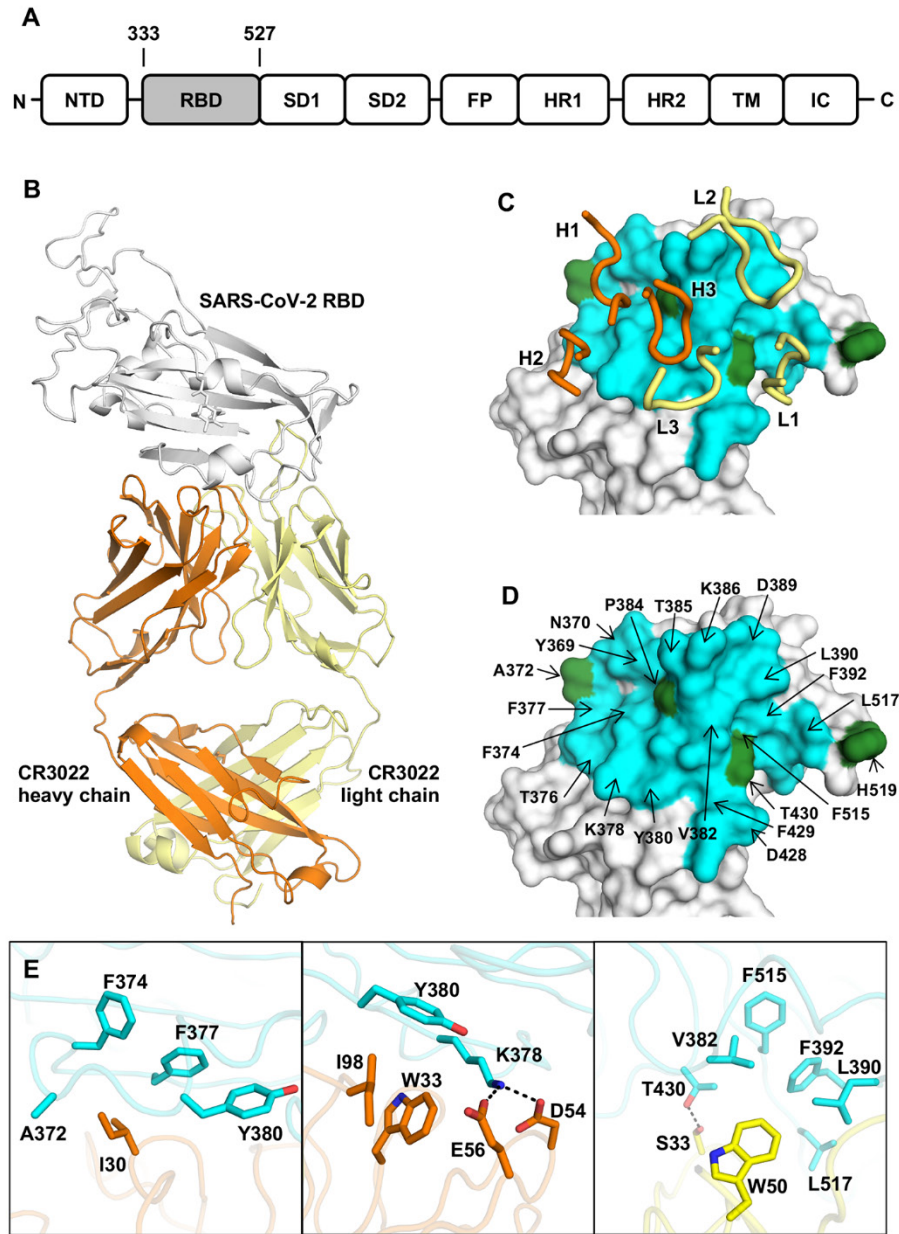 A
333 527
N NTD RBD SD1 SD2 FP HR1 HR2 TM IC C
B
SARS-CoV-2 RBD
CR3022
heavy chain
CR3022
light chain
C
L2
H1
H3
H2
L3
L1
D
K386 D389
P384 T385
N370
Y369
A372
L390
F392
L517
F377
F374
T376
K378
Y380
V382
T430
F429
D428
F515
H519
E
F374
F377
A372
I30
Y380
Y380
K378
I98
W33
E56
D54
F515
V382
F392
T430
L390
S33
W50
L517